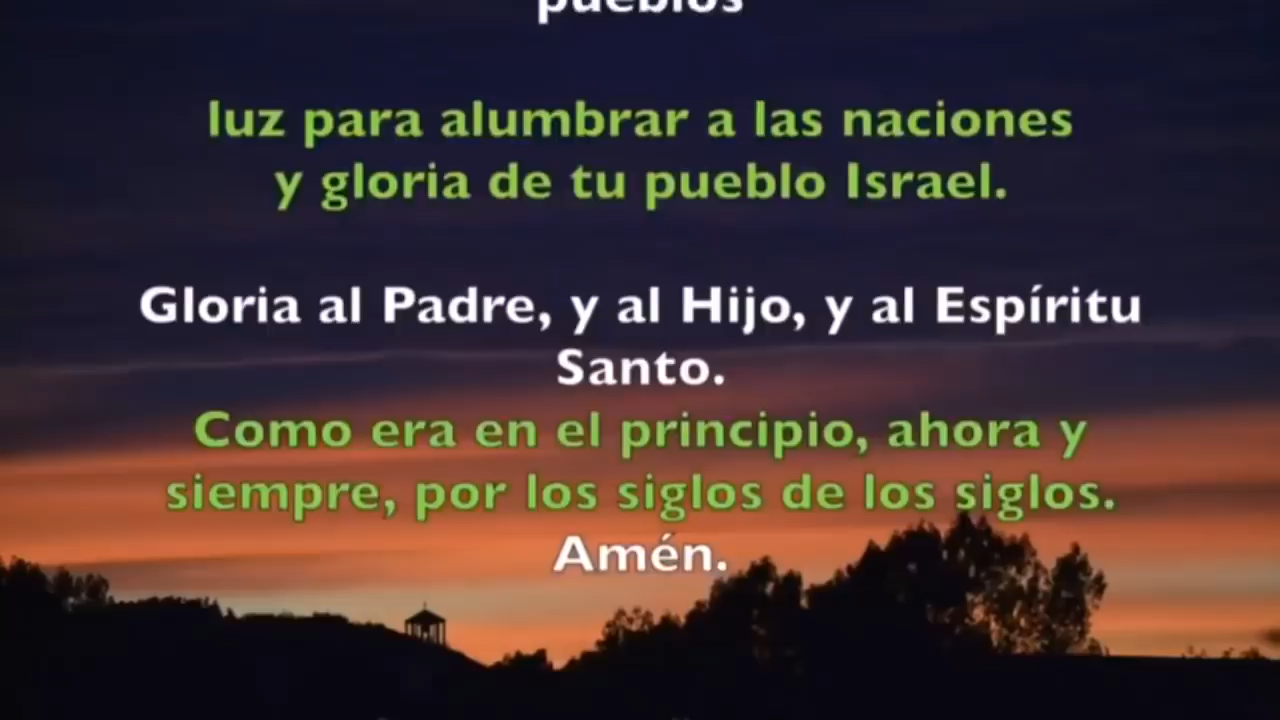 pueblos
luz para alumbrar a las naciones
y gloria de tu pueblo Israel.
Gloria al Padre, y al Hijo, y al Espíritu
Santo.
Como era en el principio, ahora y
siempre, por los siglos de los siglos.
Amén.